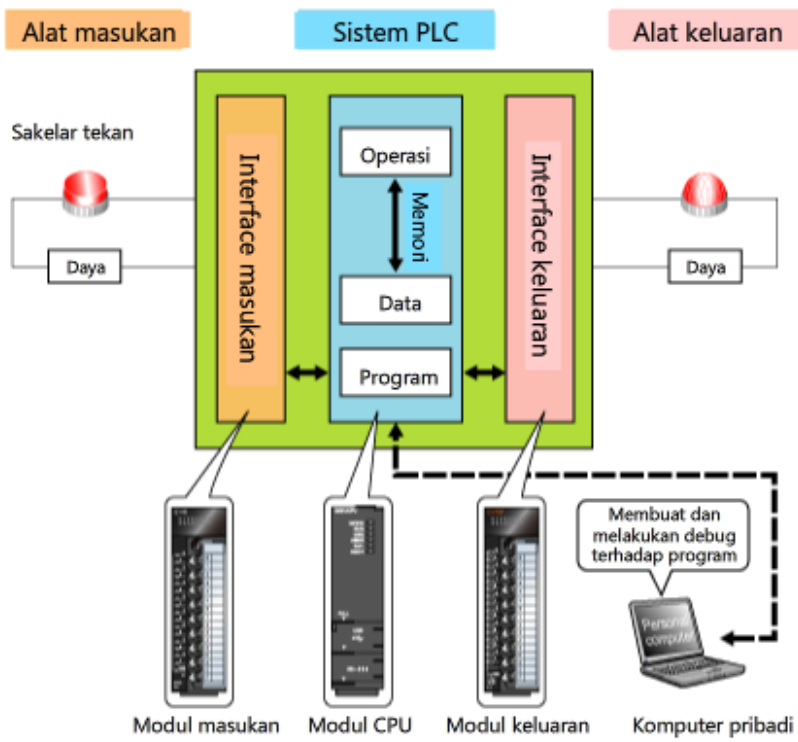 Alat masukan
Sistem PLC
Alat keluaran
Sakelar tekan
Daya
Interface masukan
Operasi
Memori
Data
Program
Interface keluaran
Daya
Membuat dan
melakukan debug
terhadap program
Personal
computer
Modul masukan
Modul CPU
Modul keluaran
Komputer pribadi